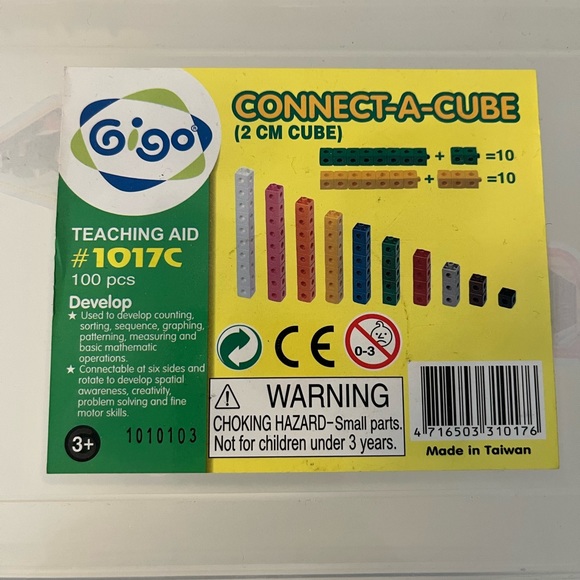 Gigo
TEACHING AID
#1017C
100 pcs
Develop
★ Used to develop counting,
sorting, sequence, graphing,
patterning, measuring and
basic mathematic
operations.
★ Connectable at six sides and
rotate to develop spatial
awareness, creativity,
problem solving and fine
motor skills.
3+
1010103
CONNECT-A-CUBE
(2 CM CUBE)
+ =10
+ =10
CE
0-3
WARNING
CHOKING HAZARD-Small parts.
Not for children under 3 years.
4 716503 310176
Made in Taiwan